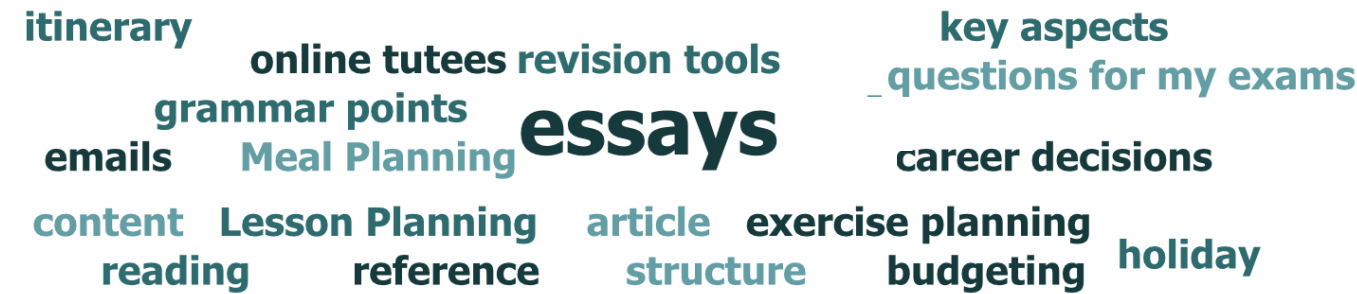 itinerary
key aspects
online tutees
revision tools
_questions for my exams
grammar points
essays
emails
Meal Planning
career decisions
content
Lesson Planning
article
exercise planning
holiday
reading
reference
structure
budgeting